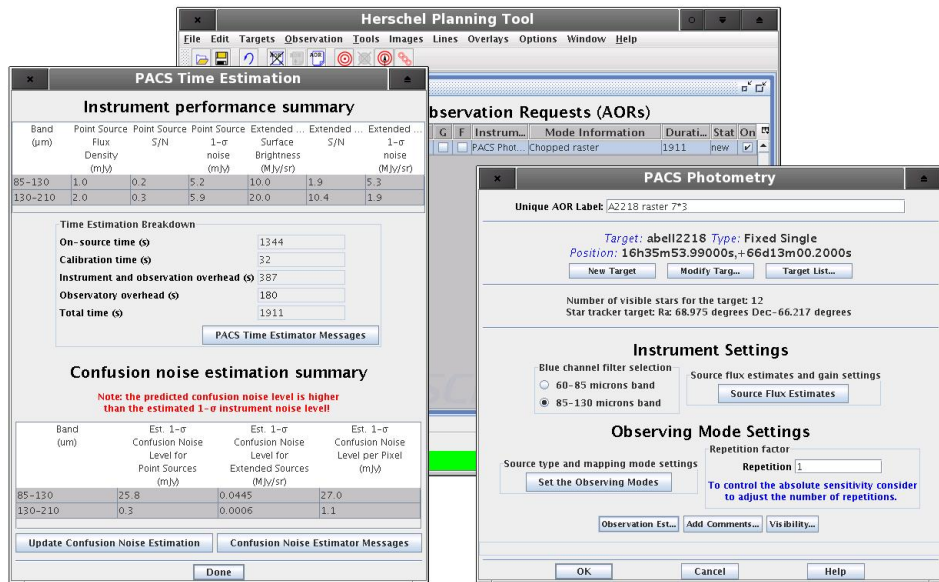 Herschel Planning Tool
File Edit Targets Observation Tools Images Lines Overlays Options Window Help
bservation Requests (AORs)
G F Instrum... Mode Information Durati... Stat On
PACS Phot... Chopped raster 1911 new
PACS Time Estimation
Instrument performance summary
Band Point Source Point Source Point Source Extended ... Extended ... Extended ...
(μm) Flux S/N 1-σ Surface S/N 1-σ
Density noise Brightness noise
(mJy) (mJy) (MJy/sr) (MJy/sr)
85-130 1.0 0.2 5.2 10.0 1.9 5.3
130-210 2.0 0.3 5.9 20.0 10.4 1.9
Time Estimation Breakdown
On-source time (s) 1344
Calibration time (s) 32
Instrument and observation overhead (s) 387
Observatory overhead (s) 180
Total time (s) 1911
PACS Time Estimator Messages
Confusion noise estimation summary
Note: the predicted confusion noise level is higher
than the estimated 1-σ instrument noise level!
Band Est. 1-σ Est. 1-σ Est. 1-σ
(um) Confusion Noise Confusion Noise Confusion Noise
Level for Level for Level per Pixel
Point Sources Extended Sources (mJy)
(mJy) (MJy/sr)
85-130 25.8 0.0445 27.0
130-210 0.3 0.0006 1.1
Update Confusion Noise Estimation Confusion Noise Estimator Messages
Done
PACS Photometry
Unique AOR Label: A2218 raster 7*3
Target: abell2218 Type: Fixed Single
Position: 16h35m53.99000s,+66d13m00.2000s
New Target Modify Targ... Target List...
Number of visible stars for the target: 12
Star tracker target: Ra: 68.975 degrees Dec:-66.217 degrees
Instrument Settings
Blue channel filter selection
60-85 microns band
85-130 microns band
Source flux estimates and gain settings
Source Flux Estimates
Observing Mode Settings
Source type and mapping mode settings
Set the Observing Modes
Repetition factor
Repetition 1
To control the absolute sensitivity consider
to adjust the number of repetitions.
Observation Est... Add Comments... Visibility...
OK Cancel Help